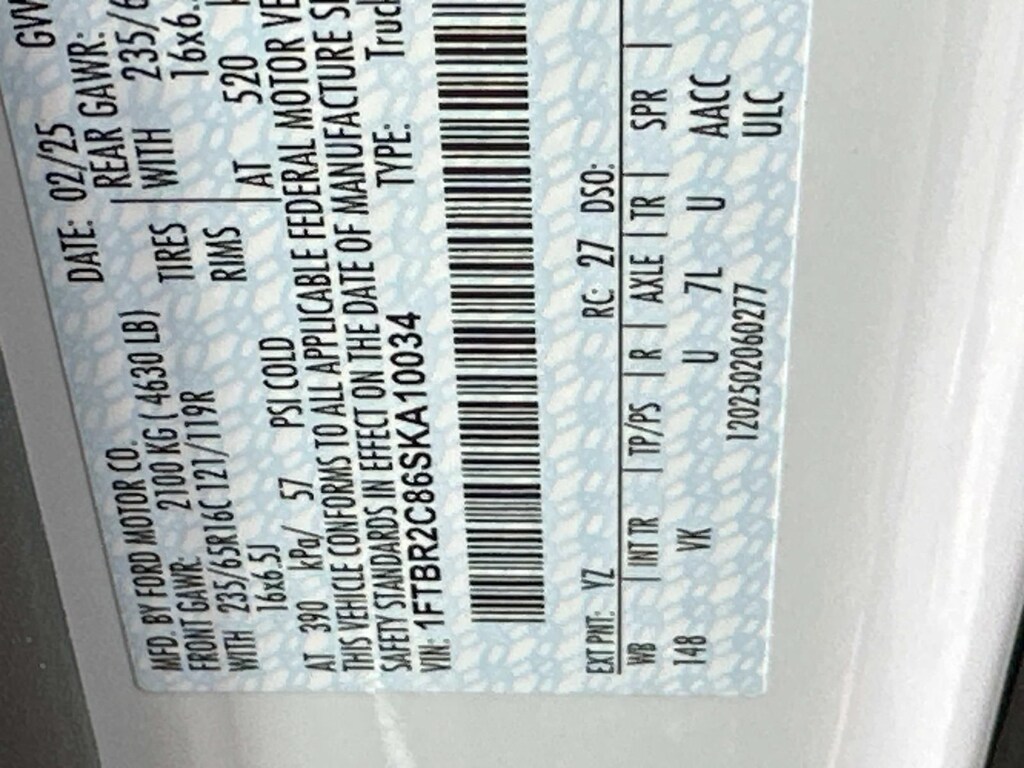 MFD. BY FORD MOTOR CO. DATE: 02/25 GVW
FRONT GAWR: 2100 KG ( 4630 LB) REAR GAWR:
WITH 235/65R16C 121/119R TIRES WITH 235/6
16x6.5J RIMS 16x6.
AT 390 kPa/ 57 PSI COLD AT 520
THIS VEHICLE CONFORMS TO ALL APPLICABLE FEDERAL MOTOR VE
SAFETY STANDARDS IN EFFECT ON THE DATE OF MANUFACTURE S
VIN: 1FTBR2C86SKA10034 TYPE: Truc
EXT PNT: YZ RC: 27 DSO:
WB | INT TR | TP/PS | R | AXLE | TR | SPR |
148 VK U 7L U AACC
1202502060277 ULC